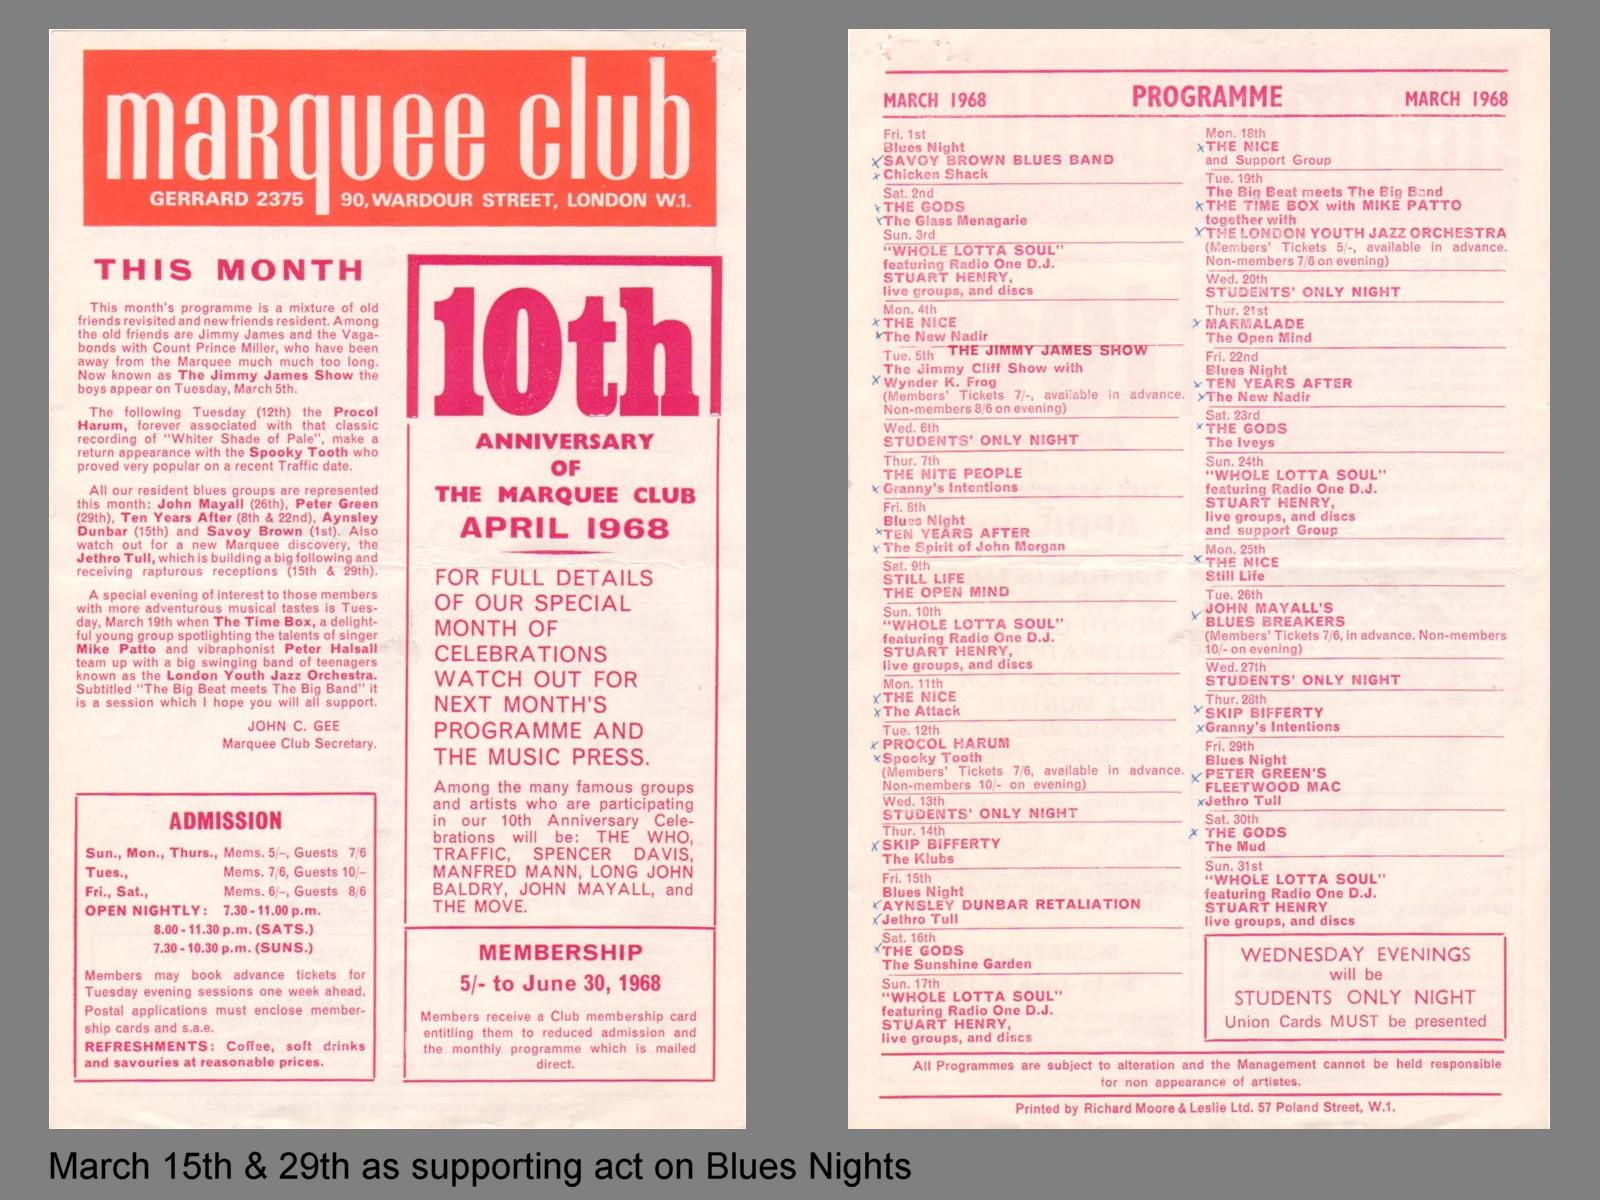 marquee club
GERRARD 2375 90, WARDOUR STREET, LONDON W.1.
THIS MONTH
This month's programme is a mixture of old
friends revisited and new friends resident. Among
the old friends are Jimmy James and the Vaga-
bonds with Count Prince Miller, who have been
away from the Marquee much much too long.
Now known as The Jimmy James Show the
boys appear on Tuesday, March 5th.
The following Tuesday (12th) the Procol
Harum, forever associated with that classic
recording of "Whiter Shade of Pale", make a
return appearance with the Spooky Tooth who
proved very popular on a recent Traffic date.
All our resident blues groups are represented
this month: John Mayall (26th), Peter Green
(29th), Ten Years After (8th & 22nd), Aynsley
Dunbar (15th) and Savoy Brown (1st). Also
watch out for a new Marquee discovery, the
Jethro Tull, which is building a big following and
receiving rapturous receptions (15th & 29th).
A special evening of interest to those members
with more adventurous musical tastes is Tues-
day, March 19th when The Time Box, a delight-
ful young group spotlighting the talents of singer
Mike Patto and vibraphonist Peter Halsall
team up with a big swinging band of teenagers
known as the London Youth Jazz Orchestra.
Subtitled "The Big Beat meets The Big Band" it
is a session which I hope you will all support.
JOHN C. GEE
Marquee Club Secretary.
ADMISSION
Sun., Mon., Thurs., Mems. 5/-, Guests 7/6
Tues., Mems. 7/6, Guests 10/-
Fri., Sat., Mems. 6/-, Guests 8/6
OPEN NIGHTLY: 7.30 - 11.00 p.m.
8.00 - 11.30 p.m. (SATS.)
7.30 - 10.30 p.m. (SUNS.)
Members may book advance tickets for
Tuesday evening sessions one week ahead.
Postal applications must enclose member-
ship cards and s.a.e.
REFRESHMENTS: Coffee, soft drinks
and savouries at reasonable prices.
10th
ANNIVERSARY
OF
THE MARQUEE CLUB
APRIL 1968
FOR FULL DETAILS
OF OUR SPECIAL
MONTH OF
CELEBRATIONS
WATCH OUT FOR
NEXT MONTH'S
PROGRAMME AND
THE MUSIC PRESS.
Among the many famous groups
and artists who are participating
in our 10th Anniversary Cele-
brations will be: THE WHO,
TRAFFIC, SPENCER DAVIS,
MANFRED MANN, LONG JOHN
BALDRY, JOHN MAYALL, and
THE MOVE.
MEMBERSHIP
5/- to June 30, 1968
Members receive a Club membership card
entitling them to reduced admission and
the monthly programme which is mailed
direct.
MARCH 1968 PROGRAMME MARCH 1968
Fri. 1st
Blues Night
SAVOY BROWN BLUES BAND
Chicken Shack
Sat. 2nd
THE GODS
The Glass Menagarie
Sun. 3rd
"WHOLE LOTTA SOUL"
featuring Radio One D.J.
STUART HENRY,
live groups, and discs
Mon. 4th
THE NICE
The New Nadir
Tue. 5th THE JIMMY JAMES SHOW
The Jimmy Cliff Show with
Wynder K. Frog
(Members' Tickets 7/-, available in advance.
Non-members 8/6 on evening)
Wed. 6th
STUDENTS' ONLY NIGHT
Thur. 7th
THE NITE PEOPLE
Granny's Intentions
Fri. 8th
Blues Night
TEN YEARS AFTER
The Spirit of John Morgan
Sat. 9th
STILL LIFE
THE OPEN MIND
Sun. 10th
"WHOLE LOTTA SOUL"
featuring Radio One D.J.
STUART HENRY,
live groups, and discs
Mon. 11th
THE NICE
The Attack
Tue. 12th
PROCOL HARUM
Spooky Tooth
(Members' Tickets 7/6, available in advance.
Non-members 10/- on evening)
Wed. 13th
STUDENTS' ONLY NIGHT
Thur. 14th
SKIP BIFFERTY
The Klubs
Fri. 15th
Blues Night
AYNSLEY DUNBAR RETALIATION
Jethro Tull
Sat. 16th
THE GODS
The Sunshine Garden
Sun. 17th
"WHOLE LOTTA SOUL"
featuring Radio One D.J.
STUART HENRY,
live groups, and discs
Mon. 18th
THE NICE
and Support Group
Tue. 19th
The Big Beat meets The Big Band
THE TIME BOX with MIKE PATTO
together with
THE LONDON YOUTH JAZZ ORCHESTRA
(Members' Tickets 5/-, available in advance.
Non-members 7/6 on evening)
Wed. 20th
STUDENTS' ONLY NIGHT
Thur. 21st
MARMALADE
The Open Mind
Fri. 22nd
Blues Night
TEN YEARS AFTER
The New Nadir
Sat. 23rd
THE GODS
The Iveys
Sun. 24th
"WHOLE LOTTA SOUL"
featuring Radio One D.J.
STUART HENRY,
live groups and discs
and support Group
Mon. 25th
THE NICE
Still Life
Tue. 26th
JOHN MAYALL'S
BLUES BREAKERS
(Members' Tickets 7/6, in advance. Non-members
10/- on evening)
Wed. 27th
STUDENTS' ONLY NIGHT
Thur. 28th
SKIP BIFFERTY
Granny's Intentions
Fri. 29th
Blues Night
PETER GREEN'S
FLEETWOOD MAC
Jethro Tull
Sat. 30th
THE GODS
The Mud
Sun. 31st
"WHOLE LOTTA SOUL"
featuring Radio One D.J.
STUART HENRY
live groups, and discs
WEDNESDAY EVENINGS
will be
STUDENTS ONLY NIGHT
Union Cards MUST be presented
All Programmes are subject to alteration and the Management cannot be held responsible
for non appearance of artistes.
Printed by Richard Moore & Leslie Ltd. 57 Poland Street, W.1.
March 15th & 29th as supporting act on Blues Nights